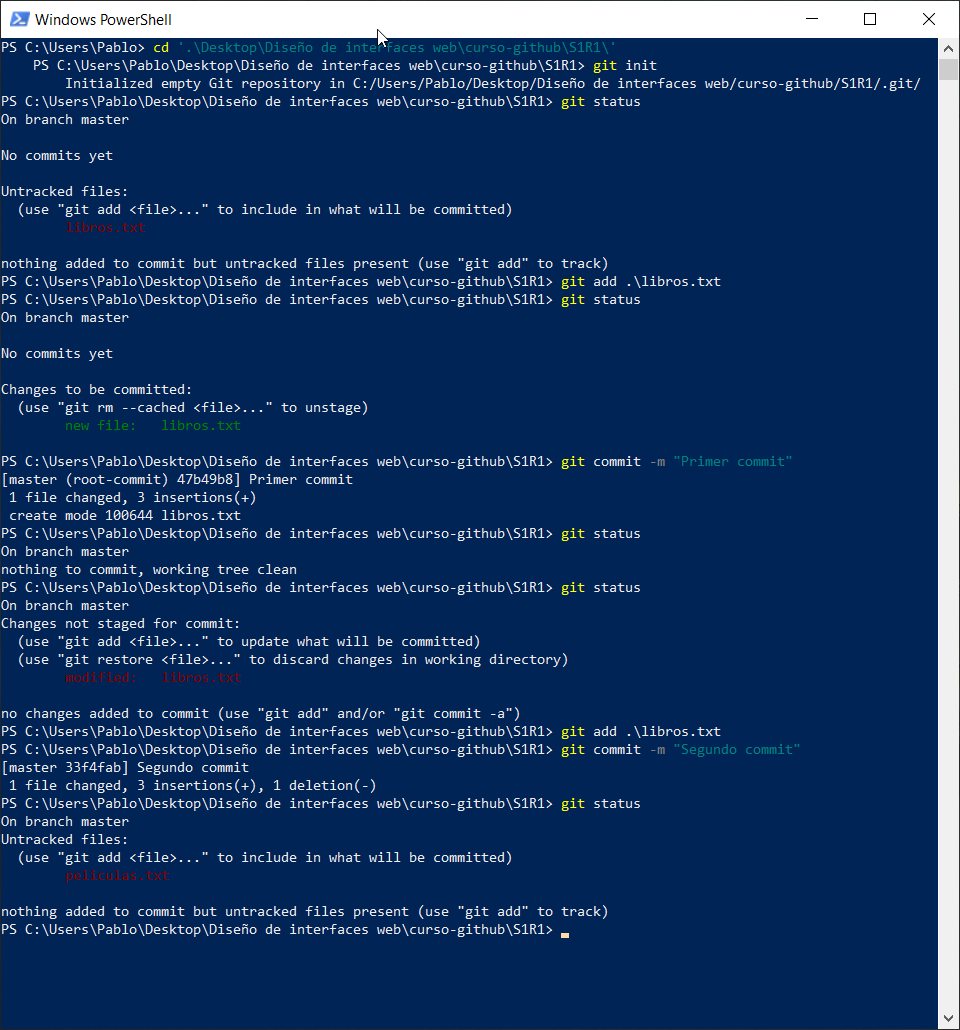 Windows PowerShell
PS C:\Users\Pablo> cd '.\Desktop\Diseño de interfaces web\curso-github\S1R1\'
PS C:\Users\Pablo\Desktop\Diseño de interfaces web\curso-github\S1R1> git init
Initialized empty Git repository in C:/Users/Pablo/Desktop/Diseño de interfaces web/curso-github/S1R1/.git/
PS C:\Users\Pablo\Desktop\Diseño de interfaces web\curso-github\S1R1> git status
On branch master
No commits yet
Untracked files:
(use "git add <file>..." to include in what will be committed)
libros.txt
nothing added to commit but untracked files present (use "git add" to track)
PS C:\Users\Pablo\Desktop\Diseño de interfaces web\curso-github\S1R1> git add .\libros.txt
PS C:\Users\Pablo\Desktop\Diseño de interfaces web\curso-github\S1R1> git status
On branch master
No commits yet
Changes to be committed:
(use "git rm --cached <file>..." to unstage)
new file:   libros.txt
PS C:\Users\Pablo\Desktop\Diseño de interfaces web\curso-github\S1R1> git commit -m "Primer commit"
[master (root-commit) 47b49b8] Primer commit
1 file changed, 3 insertions(+)
create mode 100644 libros.txt
PS C:\Users\Pablo\Desktop\Diseño de interfaces web\curso-github\S1R1> git status
On branch master
nothing to commit, working tree clean
PS C:\Users\Pablo\Desktop\Diseño de interfaces web\curso-github\S1R1> git status
On branch master
Changes not staged for commit:
(use "git add <file>..." to update what will be committed)
(use "git restore <file>..." to discard changes in working directory)
modified:   libros.txt
no changes added to commit (use "git add" and/or "git commit -a")
PS C:\Users\Pablo\Desktop\Diseño de interfaces web\curso-github\S1R1> git add .\libros.txt
PS C:\Users\Pablo\Desktop\Diseño de interfaces web\curso-github\S1R1> git commit -m "Segundo commit"
[master 33f4fab] Segundo commit
1 file changed, 3 insertions(+), 1 deletion(-)
PS C:\Users\Pablo\Desktop\Diseño de interfaces web\curso-github\S1R1> git status
On branch master
Untracked files:
(use "git add <file>..." to include in what will be committed)
peliculas.txt
nothing added to commit but untracked files present (use "git add" to track)
PS C:\Users\Pablo\Desktop\Diseño de interfaces web\curso-github\S1R1>